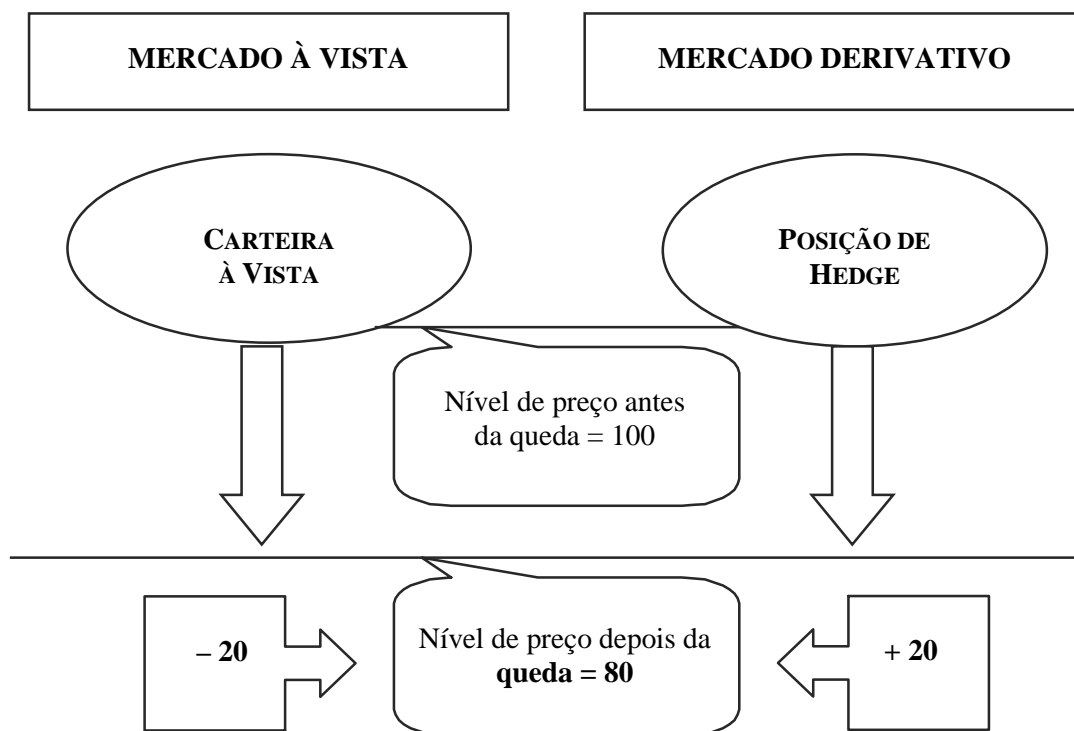 MERCADO À VISTA
MERCADO DERIVATIVO
CARTEIRA
À VISTA
POSIÇÃO DE
HEDGE
Nível de preço antes
da queda = 100
– 20
Nível de preço depois da
queda = 80
+ 20